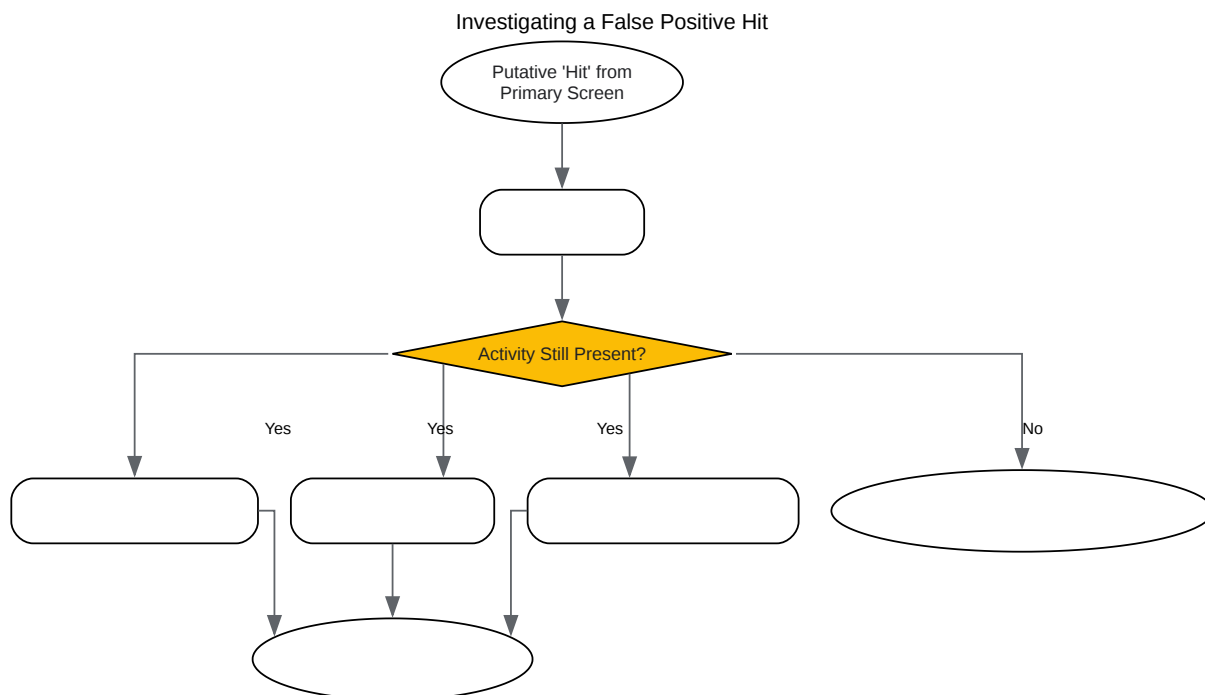 Investigating a False Positive Hit
Putative 'Hit' from
Primary Screen
Activity Still Present?
Yes
Yes
Yes
No